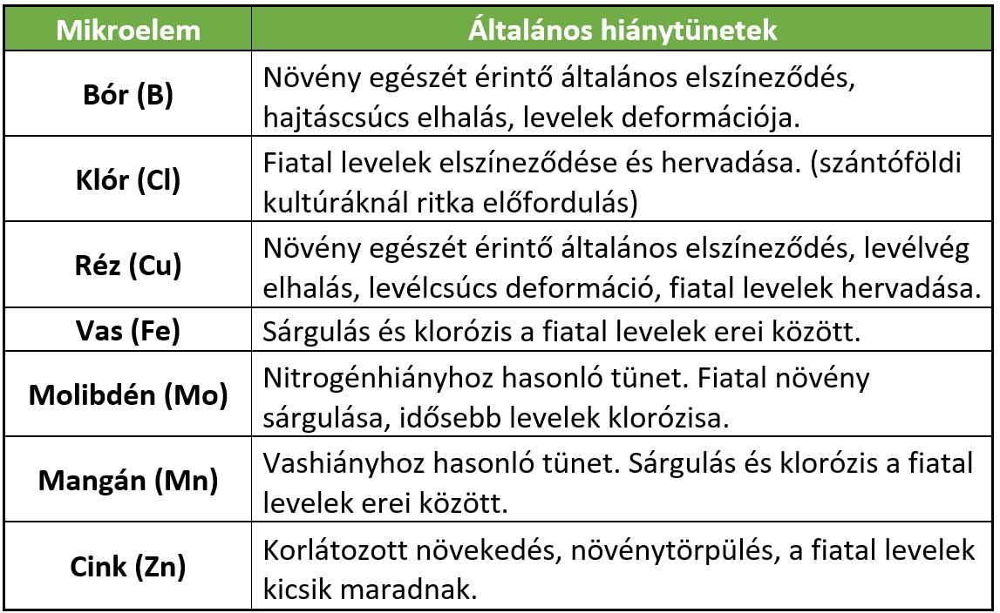 Mikroelem
Általános hiánytünetek
Bór (B)
Növény egészét érintő általános elszíneződés,
hajtáscsúcs elhalás, levelek deformációja.
Klór (Cl)
Fiatal levelek elszíneződése és hervadása. (szántóföldi
kultúráknál ritka előfordulás)
Réz (Cu)
Növény egészét érintő általános elszíneződés, levélvég
elhalás, levélcsúcs deformáció, fiatal levelek hervadása.
Vas (Fe)
Sárgulás és klorózis a fiatal levelek erei között.
Molibdén (Mo)
Nitrogénhiányhoz hasonló tünet. Fiatal növény
sárgulása, idősebb levelek klorózisa.
Mangán (Mn)
Vashiányhoz hasonló tünet. Sárgulás és klorózis a fiatal
levelek erei között.
Cink (Zn)
Korlátozott növekedés, növénytörpülés, a fiatal levelek
kicsik maradnak.